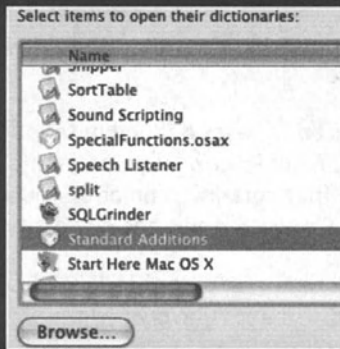 Select items to open their dictionaries:
Name
Snipper
SortTable
Sound Scripting
SpecialFunctions.osax
Speech Listener
split
SQLGrinder
Standard Additions
Start Here Mac OS X
Browse...